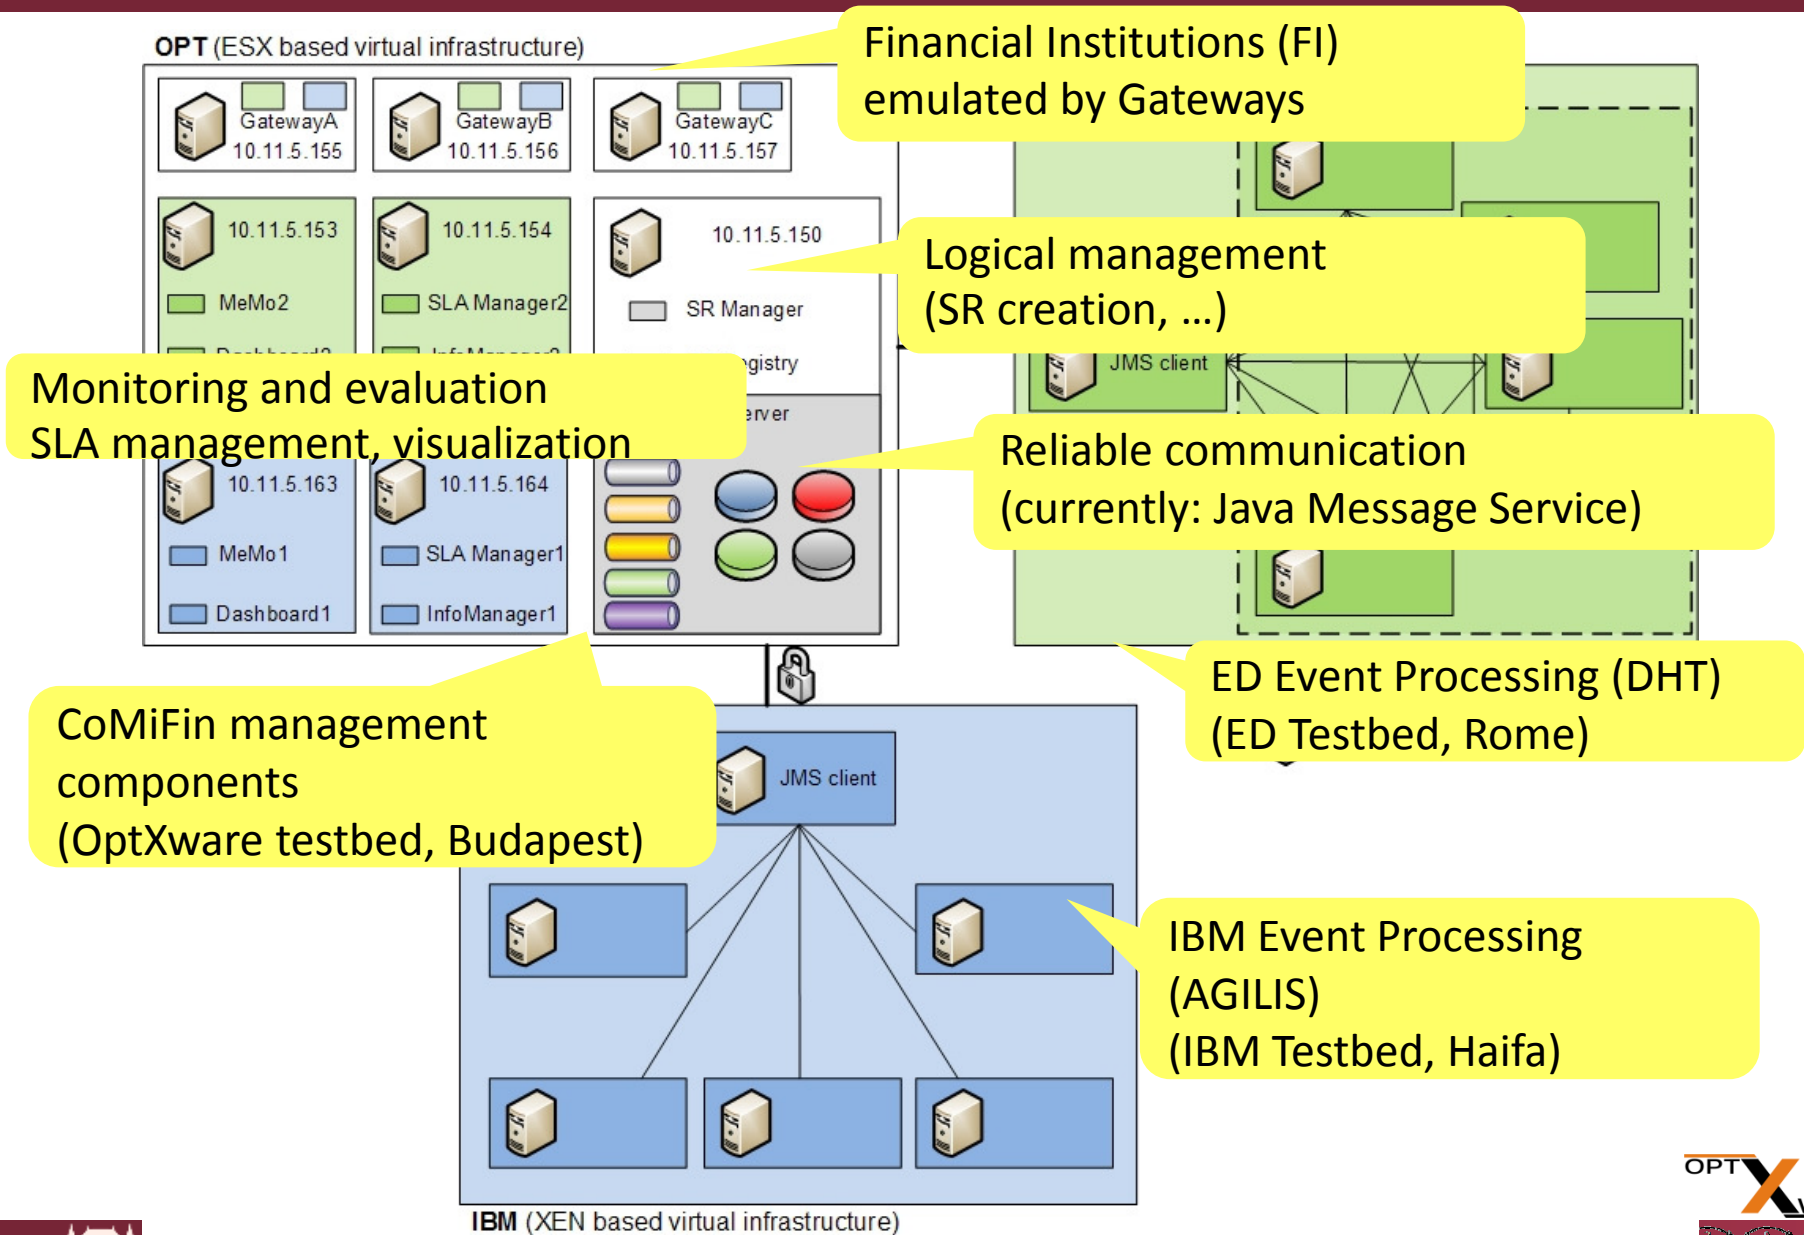 OPT (ESX based virtual infrastructure)
Financial Institutions (FI)
emulated by Gateways
GatewayA
10.11.5.155
GatewayB
10.11.5.156
GatewayC
10.11.5.157
10.11.5.153
10.11.5.154
10.11.5.150
Logical management
(SR creation, ...)
MeMo2
SLA Manager2
SR Manager
JMS client
Monitoring and evaluation
SLA management, visualization
Reliable communication
(currently: Java Message Service)
10.11.5.163
10.11.5.164
MeMo1
SLA Manager1
Dashboard1
InfoManager1
ED Event Processing (DHT)
(ED Testbed, Rome)
CoMiFin management
components
(OptXware testbed, Budapest)
JMS client
IBM Event Processing
(AGILIS)
(IBM Testbed, Haifa)
IBM (XEN based virtual infrastructure)
OPT
X